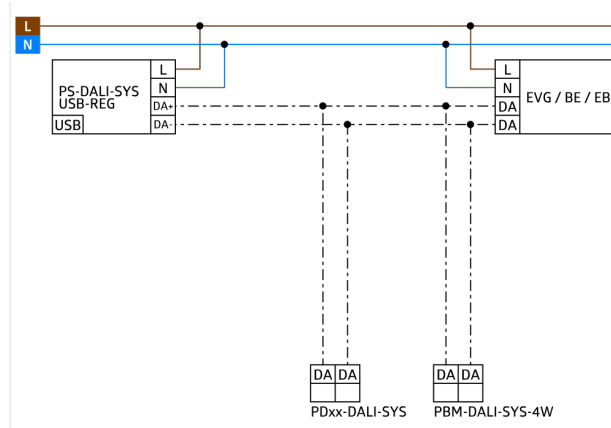 L
N
PS-DALI-SYS
USB-REG
USB
L
N
DA+
DA-
L
N
DA
DA
EVG / BE / EB
DA DA
PDxx-DALI-SYS
DA DA
PBM-DALI-SYS-4W